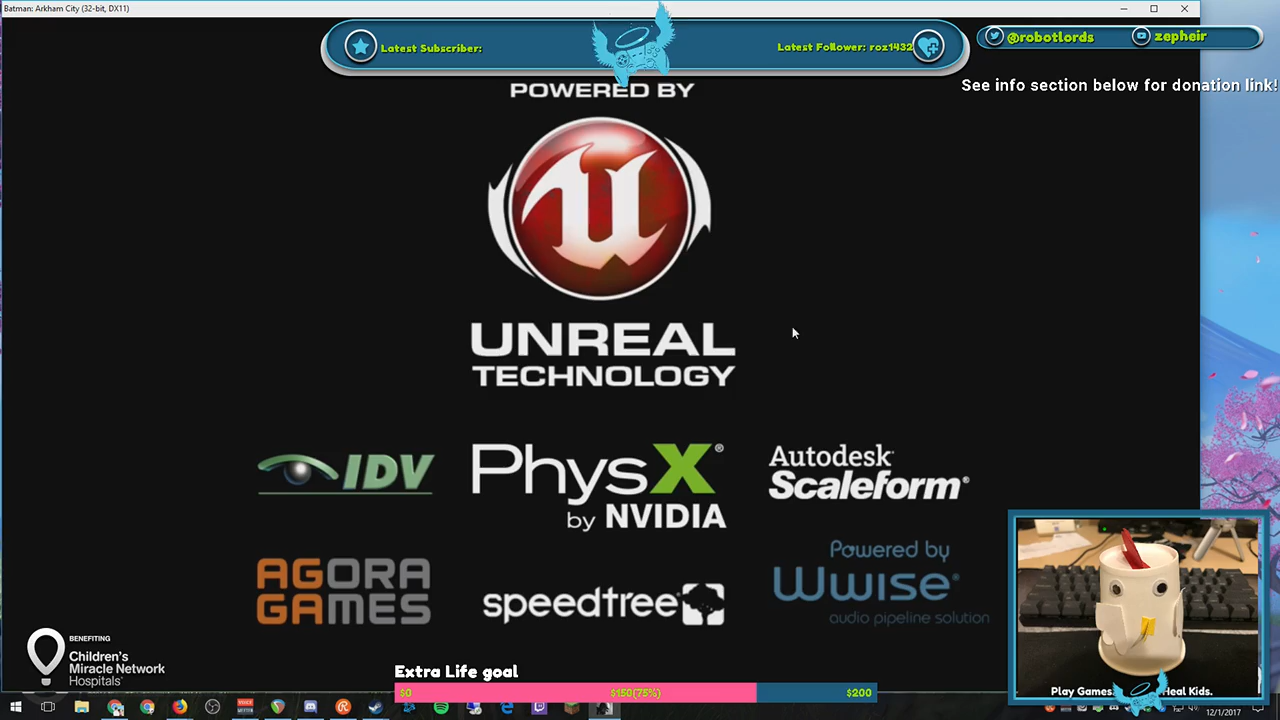 Batman: Arkham City (32-bit, DX11)
Latest Subscriber:
Latest Follower: roz1432
@robotlords
zepheir
See info section below for donation link!
POWERED BY
UNREAL
TECHNOLOGY
IDV
PhysX®
by NVIDIA
Autodesk
Scaleform®
AGORA
GAMES
speedtree
Powered by
Wwise®
audio pipeline solution
BENEFITING
Children's
Miracle Network
Hospitals
Extra Life goal
$0
$150(75%)
$200
Play Games.
Heal Kids.
12/1/2017